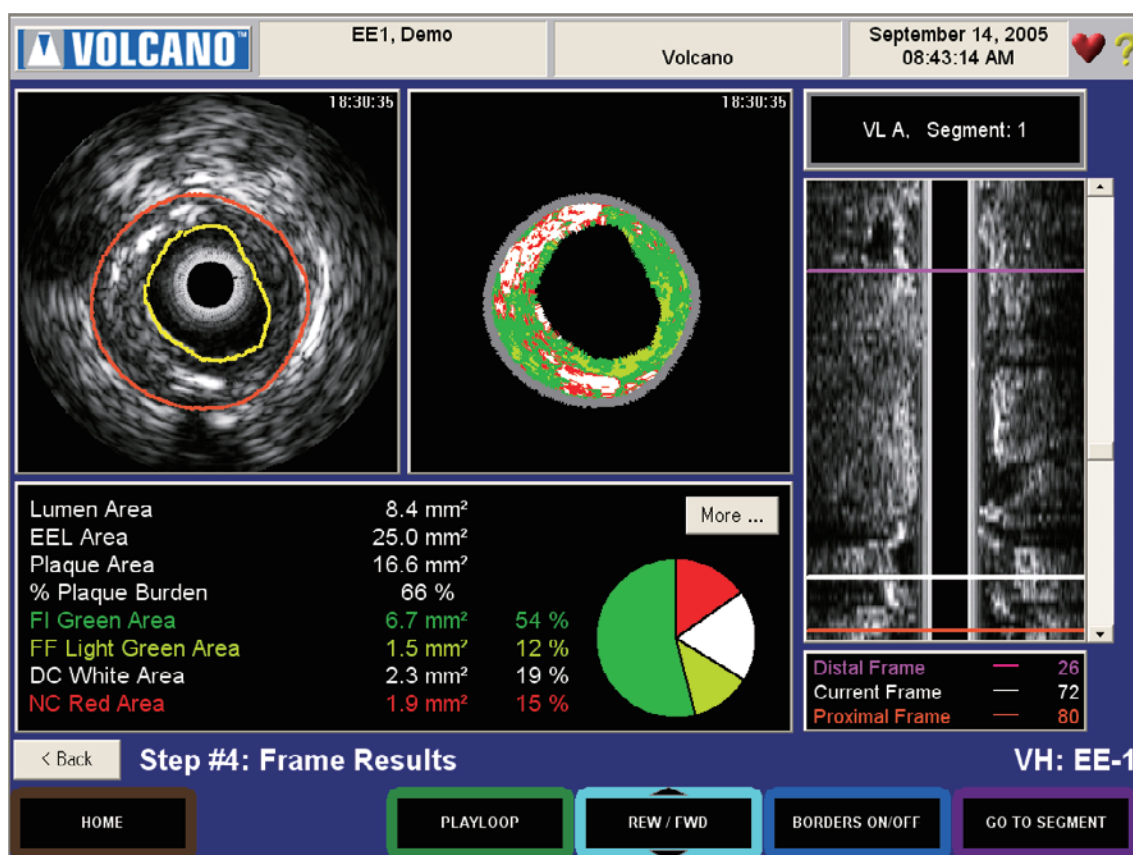 VOLCANO™
EE1, Demo
Volcano
September 14, 2005
08:43:14 AM
?
18:30:35
18:30:35
VL A, Segment: 1
Lumen Area 8.4 mm²
EEL Area 25.0 mm²
Plaque Area 16.6 mm²
% Plaque Burden 66 %
FI Green Area 6.7 mm² 54 %
FF Light Green Area 1.5 mm² 12 %
DC White Area 2.3 mm² 19 %
NC Red Area 1.9 mm² 15 %
More ...
Distal Frame — 26
Current Frame — 72
Proximal Frame — 80
< Back
Step #4: Frame Results
VH: EE-1
HOME
PLAYLOOP
REW / FWD
BORDERS ON/OFF
GO TO SEGMENT